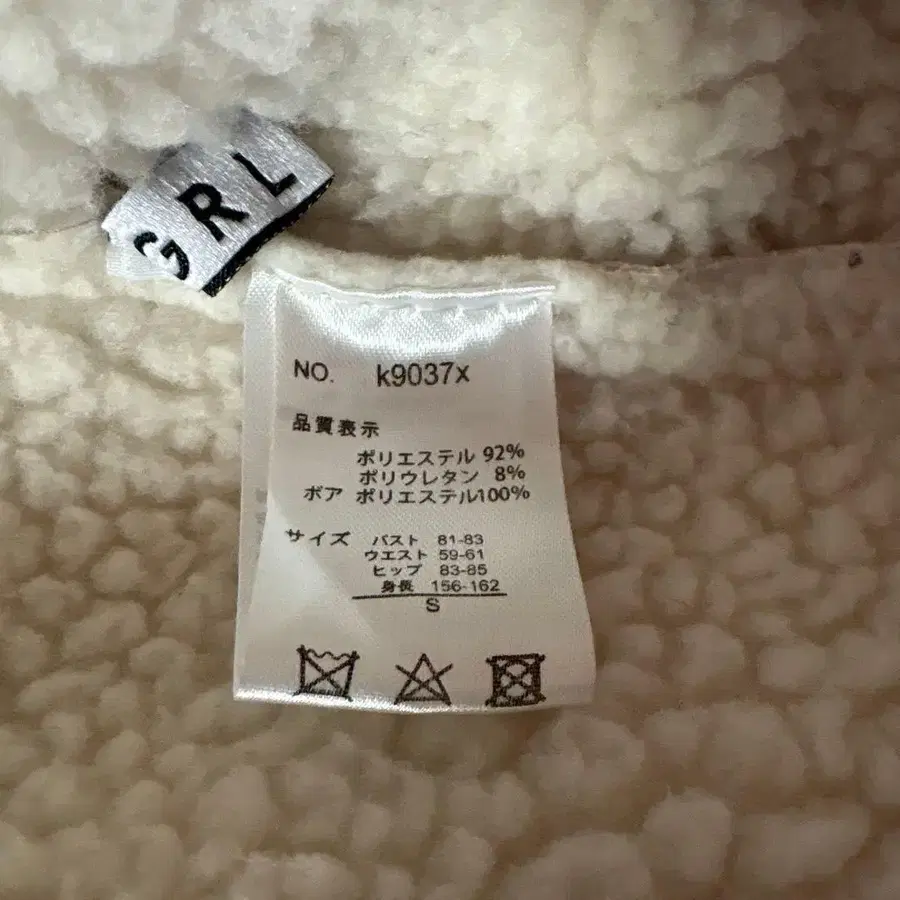 GRL
NO. k9037x
品質表示
ポリエステル 92%
ポリウレタン 8%
ボア ポリエステル100%
サイズ バスト 81-83
ウエスト 59-61
ヒップ 83-85
身長 156-162
S